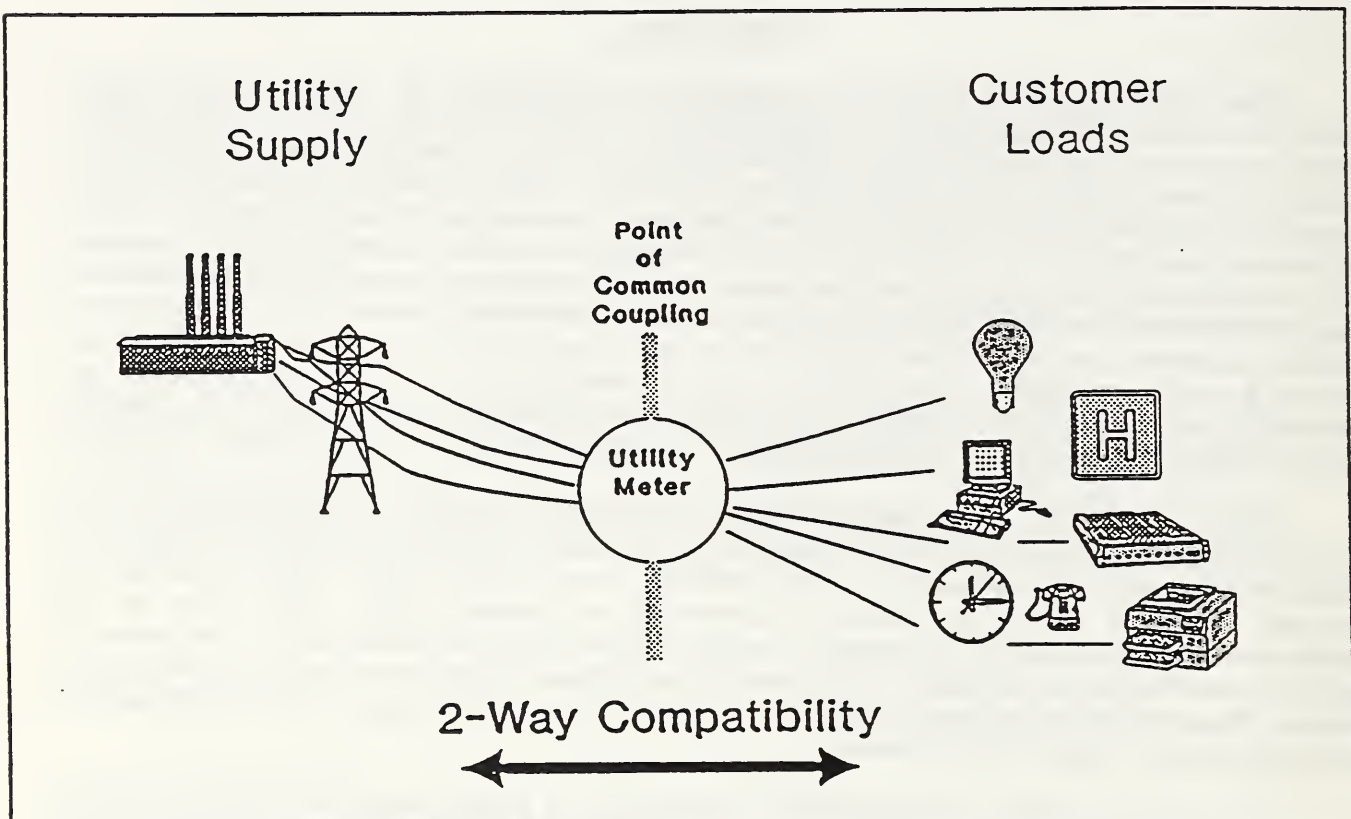 Utility
Supply
Customer
Loads
Point
of
Common
Coupling
Utility
Meter
H
2-Way Compatibility